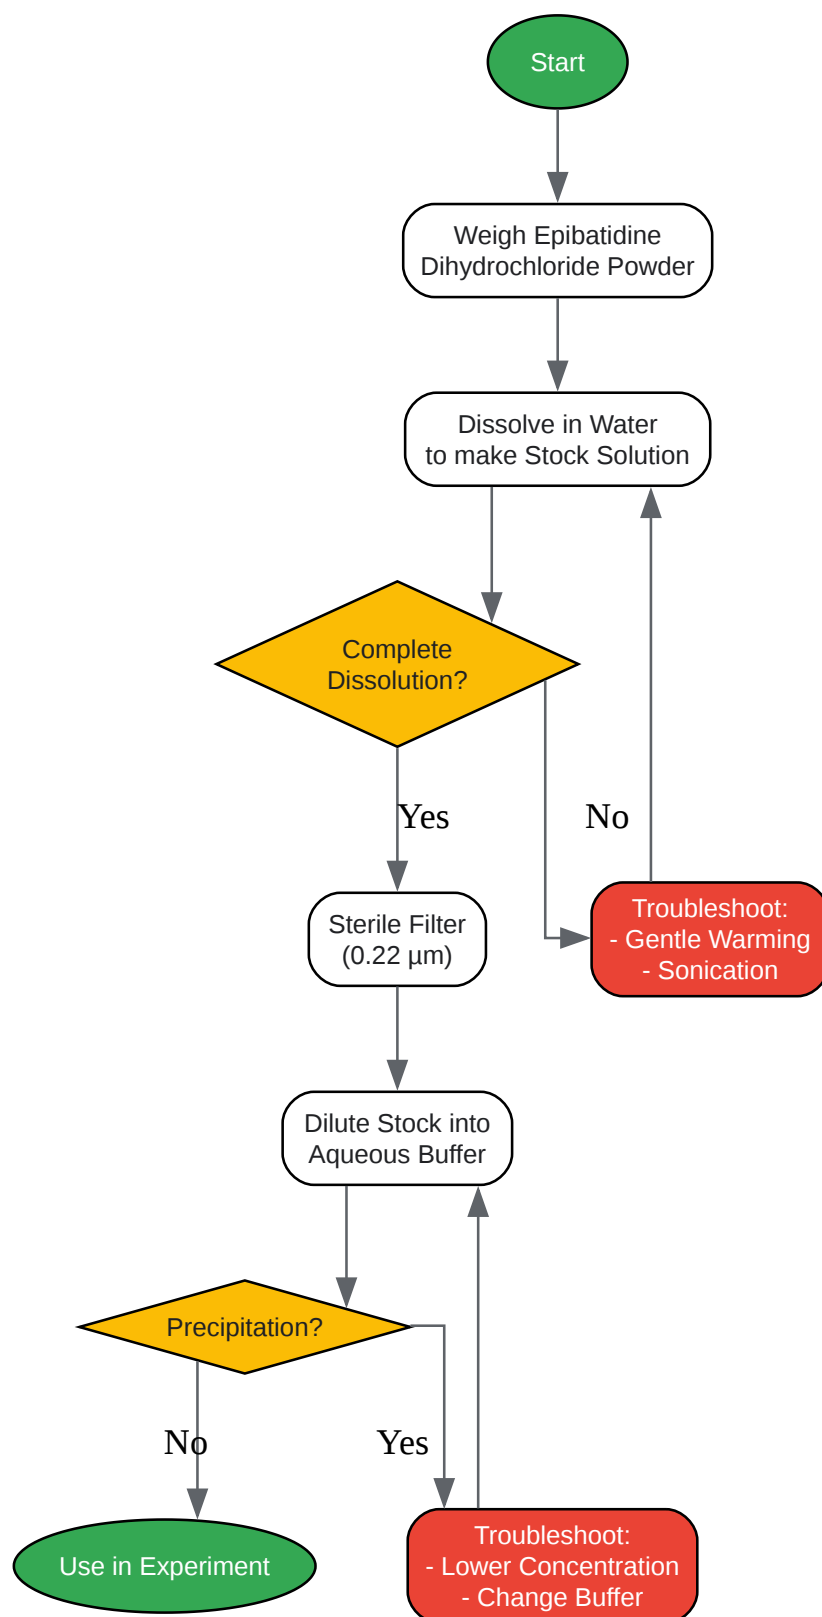 Start
Weigh Epibatidine
Dihydrochloride Powder
Dissolve in Water
to make Stock Solution
Complete
Dissolution?
Yes
No
Sterile Filter
(0.22 µm)
Troubleshoot:
- Gentle Warming
- Sonication
Dilute Stock into
Aqueous Buffer
Precipitation?
No
Yes
Use in Experiment
Troubleshoot:
- Lower Concentration
- Change Buffer